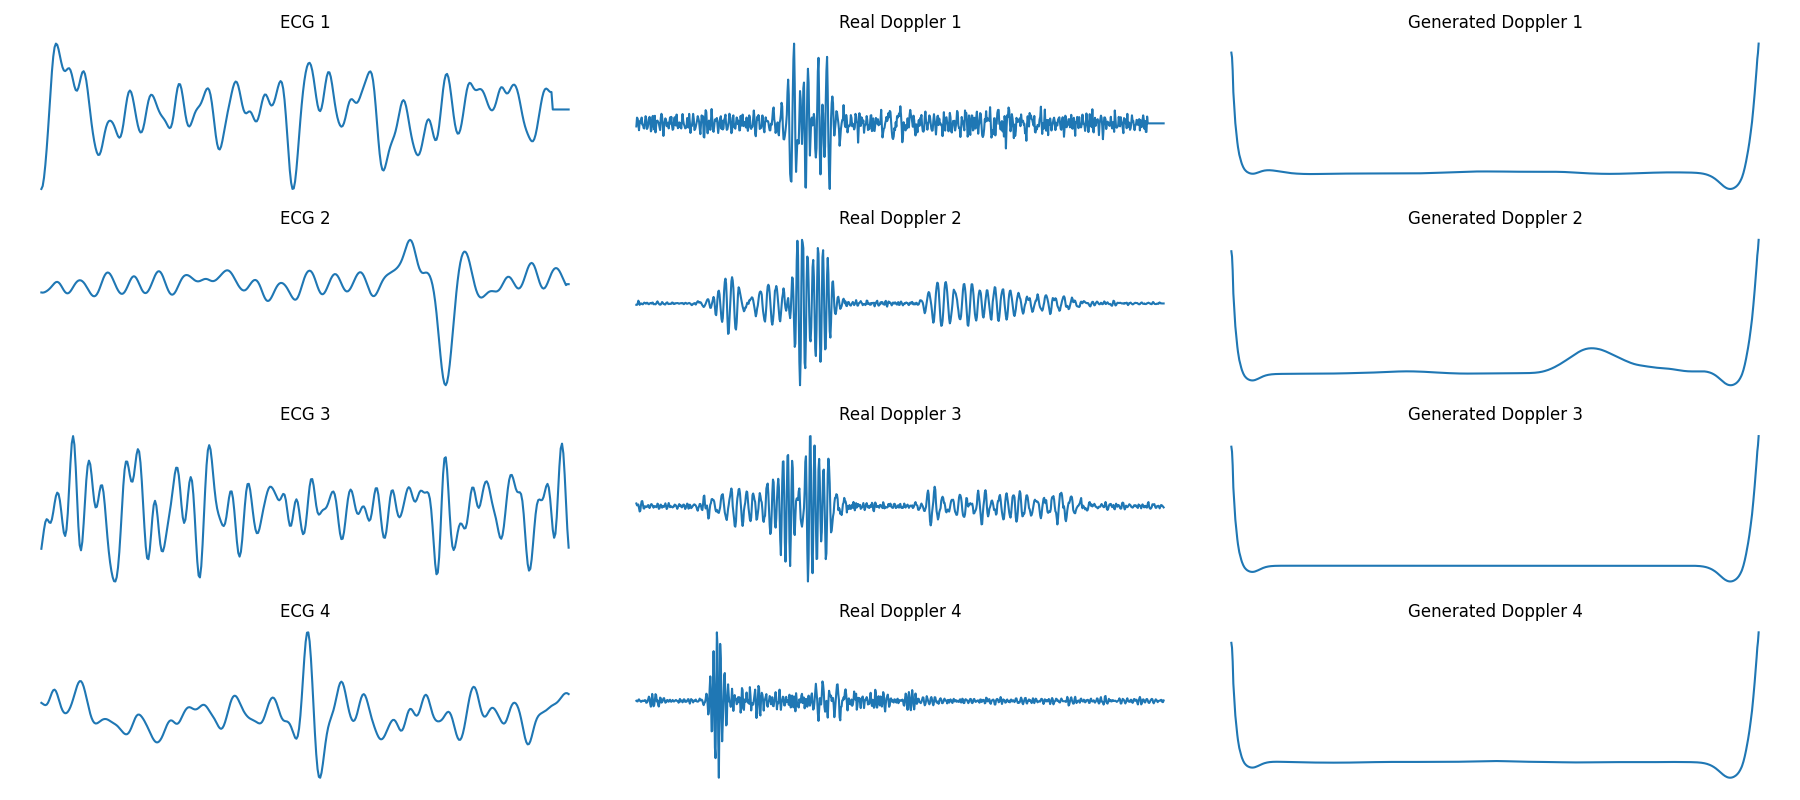 ECG 1
Real Doppler 1
Generated Doppler 1
ECG 2
Real Doppler 2
Generated Doppler 2
ECG 3
Real Doppler 3
Generated Doppler 3
ECG 4
Real Doppler 4
Generated Doppler 4